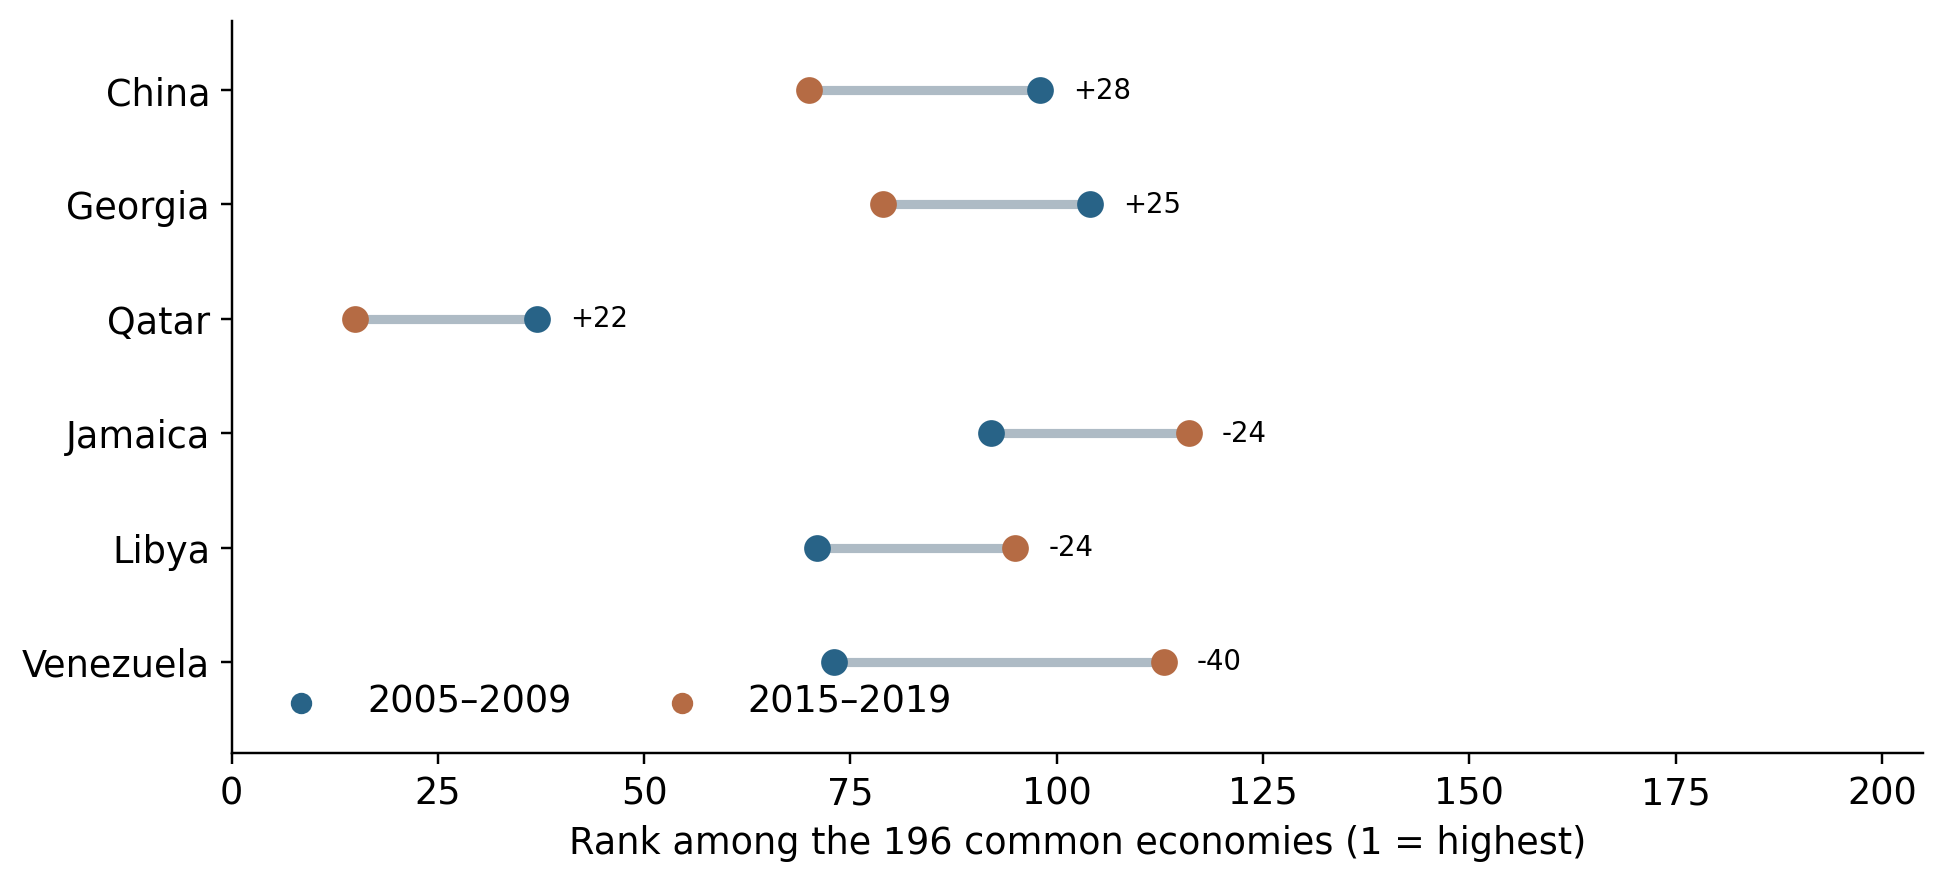 China +28
Georgia +25
Qatar +22
Jamaica -24
Libya -24
Venezuela -40
2005–2009 2015–2019
0 25 50 75 100 125 150 175 200
Rank among the 196 common economies (1 = highest)